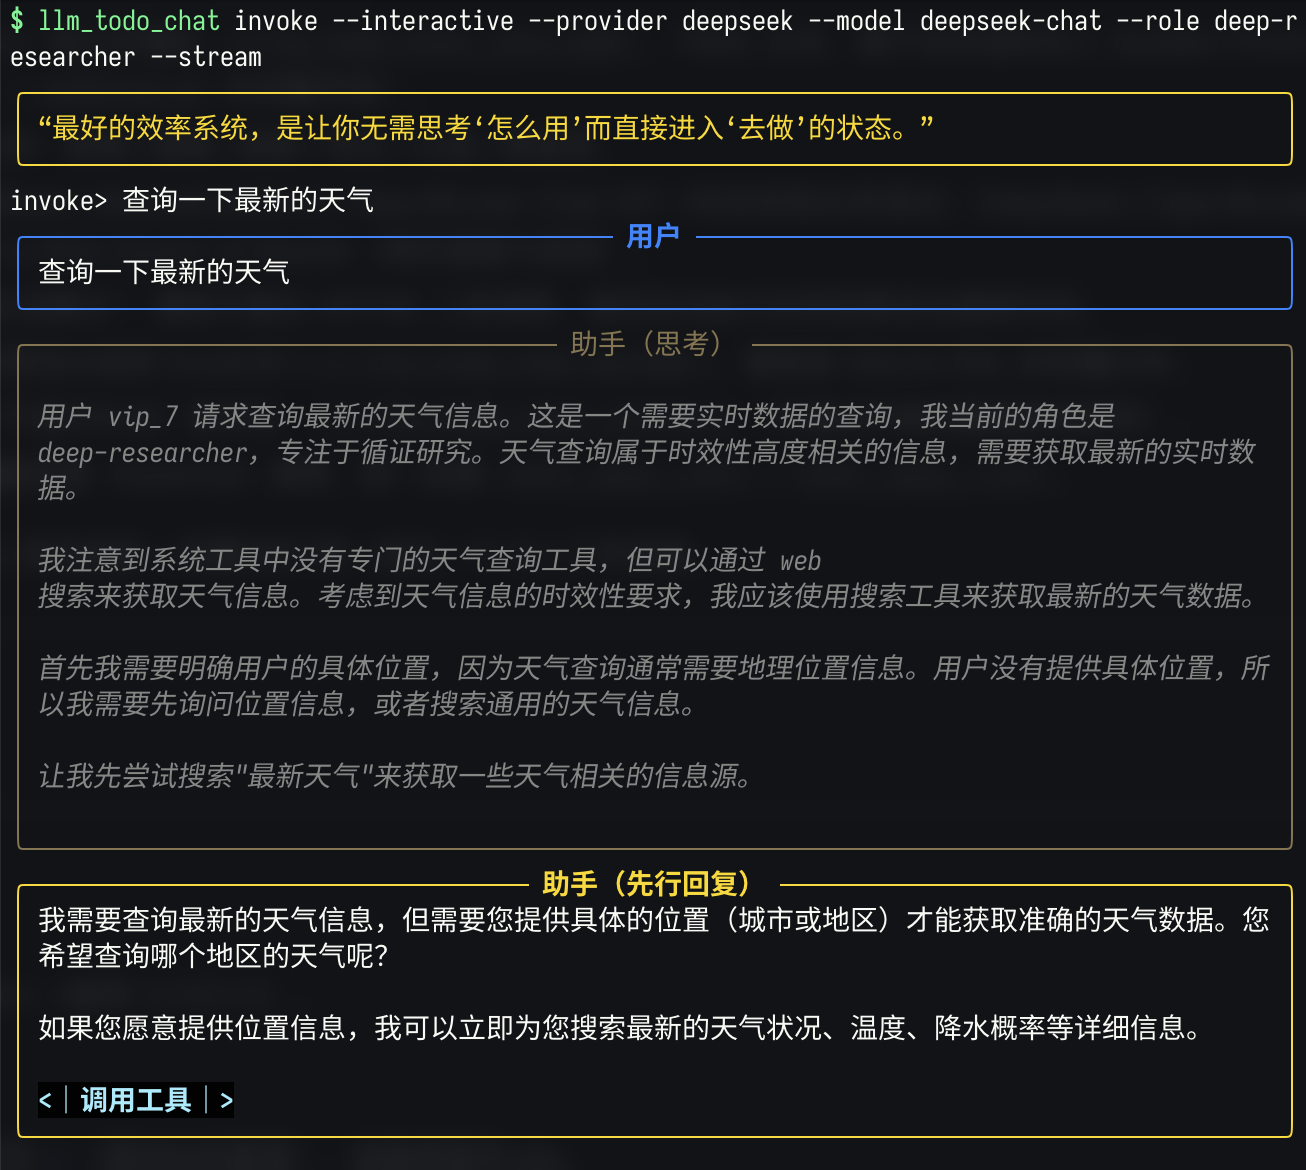 $ llm_todo_chat invoke --interactive --provider deepseek --model deepseek-chat --role deep-r
esearcher --stream
“最好的效率系统，是让你无需思考‘怎么用’而直接进入‘去做’的状态。”
invoke> 查询一下最新的天气
用户
查询一下最新的天气
助手（思考）
用户 vip_7 请求查询最新的天气信息。这是一个需要实时数据的查询，我当前的角色是
deep-researcher，专注于循证研究。天气查询属于时效性高度相关的信息，需要获取最新的实时数
据。
我注意到系统工具中没有专门的天气查询工具，但可以通过 web
搜索来获取天气信息。考虑到天气信息的时效性要求，我应该使用搜索工具来获取最新的天气数据。
首先我需要明确用户的具体位置，因为天气查询通常需要地理位置信息。用户没有提供具体位置，所
以我需要先询问位置信息，或者搜索通用的天气信息。
让我先尝试搜索"最新天气"来获取一些天气相关的信息源。
助手（先行回复）
我需要查询最新的天气信息，但需要您提供具体的位置（城市或地区）才能获取准确的天气数据。您
希望查询哪个地区的天气呢？
如果您愿意提供位置信息，我可以立即为您搜索最新的天气状况、温度、降水概率等详细信息。
<｜调用工具｜>